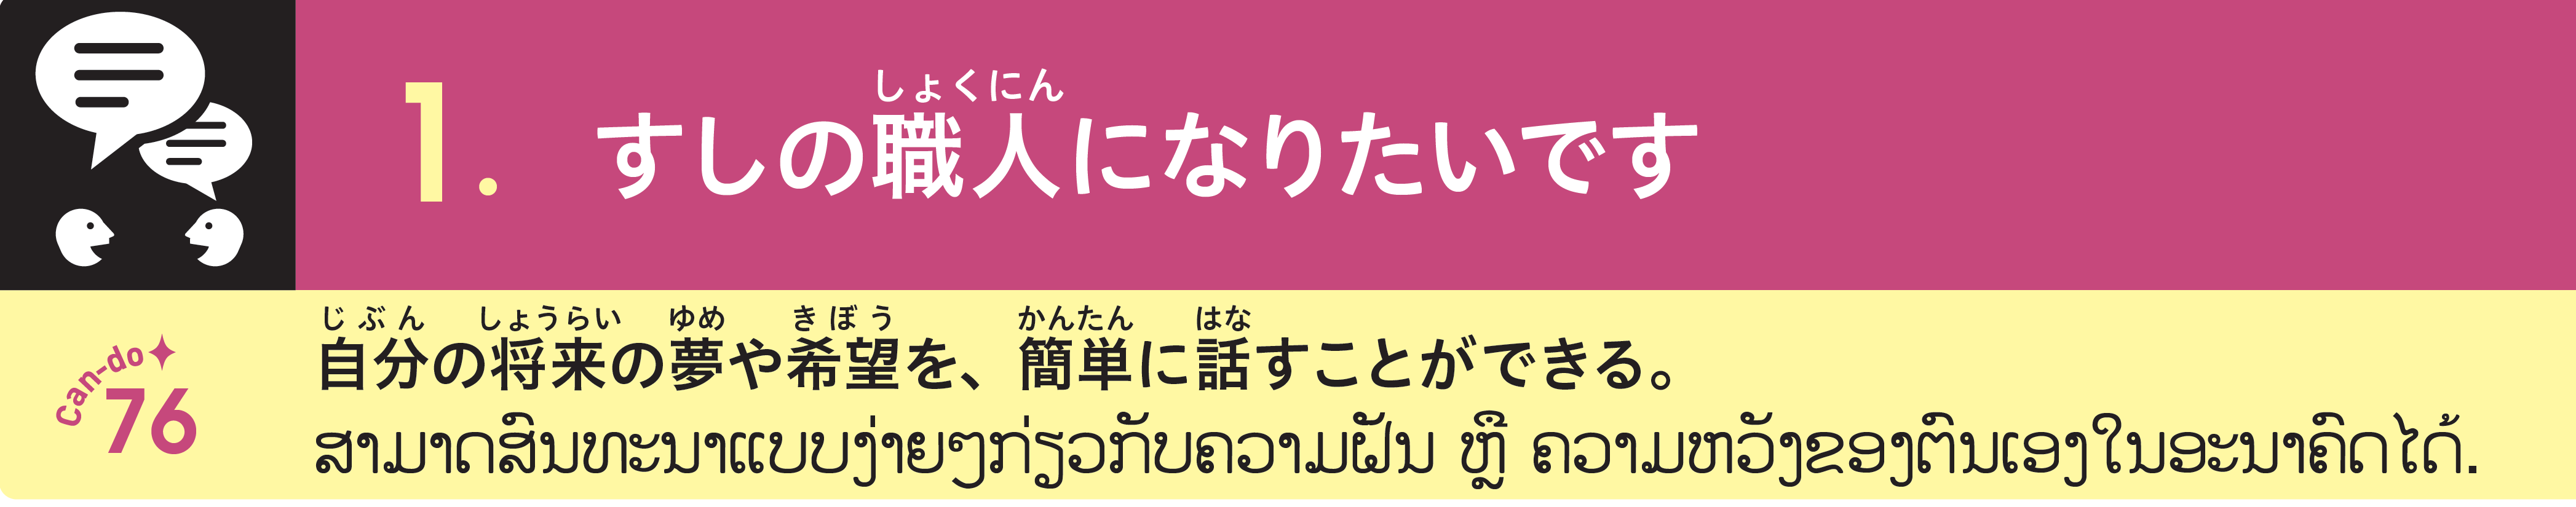 しょくにん
1. すしの職人になりたいです
Can-do
76
じぶん しょうらい ゆめ きぼう かんたん はな
自分の将来の夢や希望を、簡単に話すことができる。
ສາມາດສົນທະນາແບບງ່າຍໆກ່ຽວກັບຄວາມຝັນ ຫຼື ຄວາມຫວັງຂອງຕົນເອງໃນອະນາຄົດໄດ້.